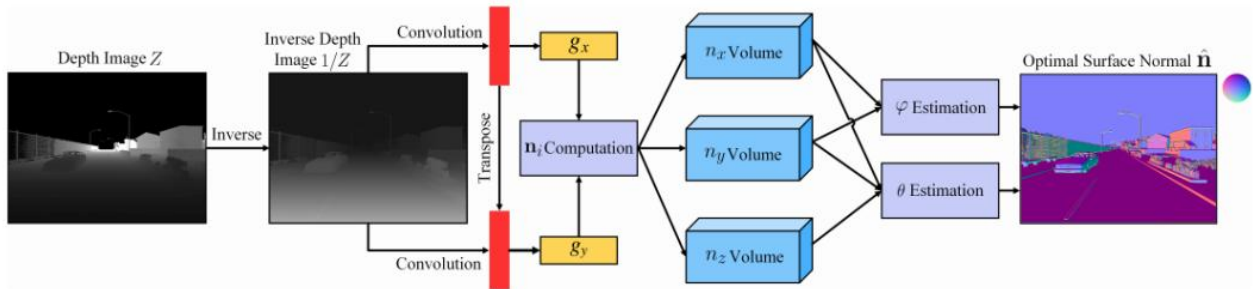 Depth Image Z
Inverse
Inverse Depth
Image 1/Z
Convolution
Transpose
Convolution
g_x
g_y
n_i Computation
n_x Volume
n_y Volume
n_z Volume
φ Estimation
θ Estimation
Optimal Surface Normal n̂